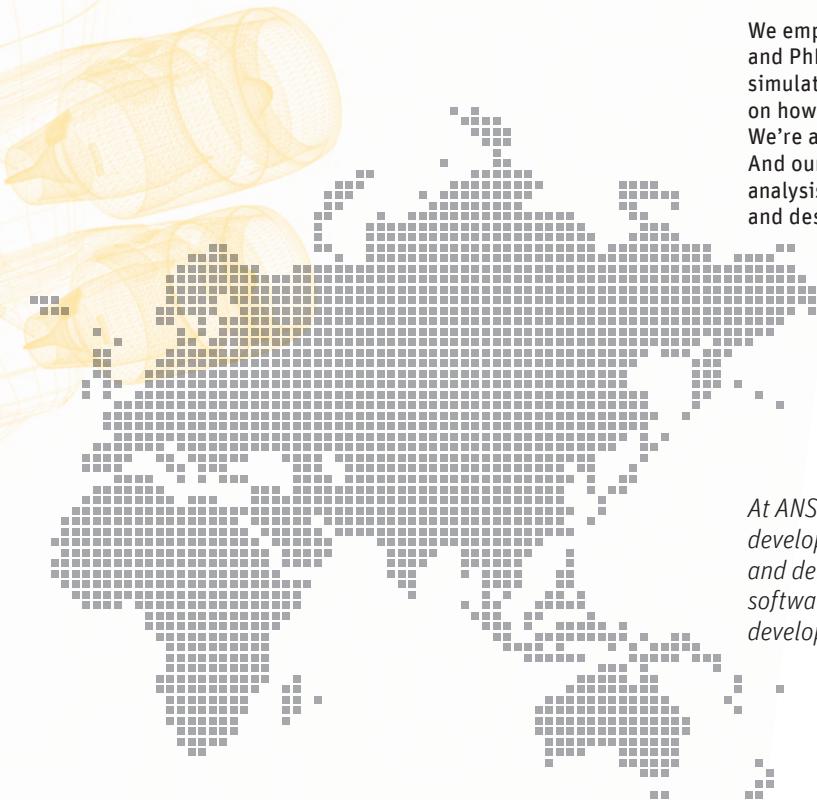 We emp
and Ph
simulat
on how
We're a
And our
analysis
and des
At ANS
develop
and de
softwa
develop